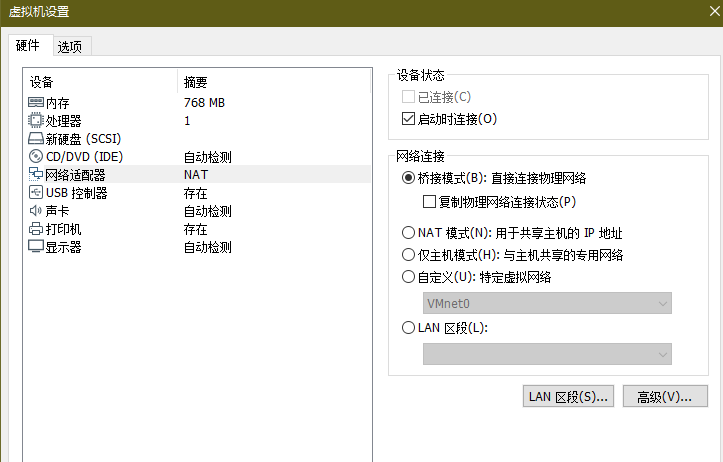 虚拟机设置
硬件 选项
设备 摘要
内存 768 MB
处理器 1
新硬盘 (SCSI)
CD/DVD (IDE) 自动检测
网络适配器 NAT
USB 控制器 存在
声卡 自动检测
打印机 存在
显示器 自动检测
设备状态
已连接(C)
启动时连接(O)
网络连接
桥接模式(B): 直接连接物理网络
复制物理网络连接状态(P)
NAT 模式(N): 用于共享主机的 IP 地址
仅主机模式(H): 与主机共享的专用网络
自定义(U): 特定虚拟网络
VMnet0
LAN 区段(L):
LAN 区段(S)... 高级(V)...